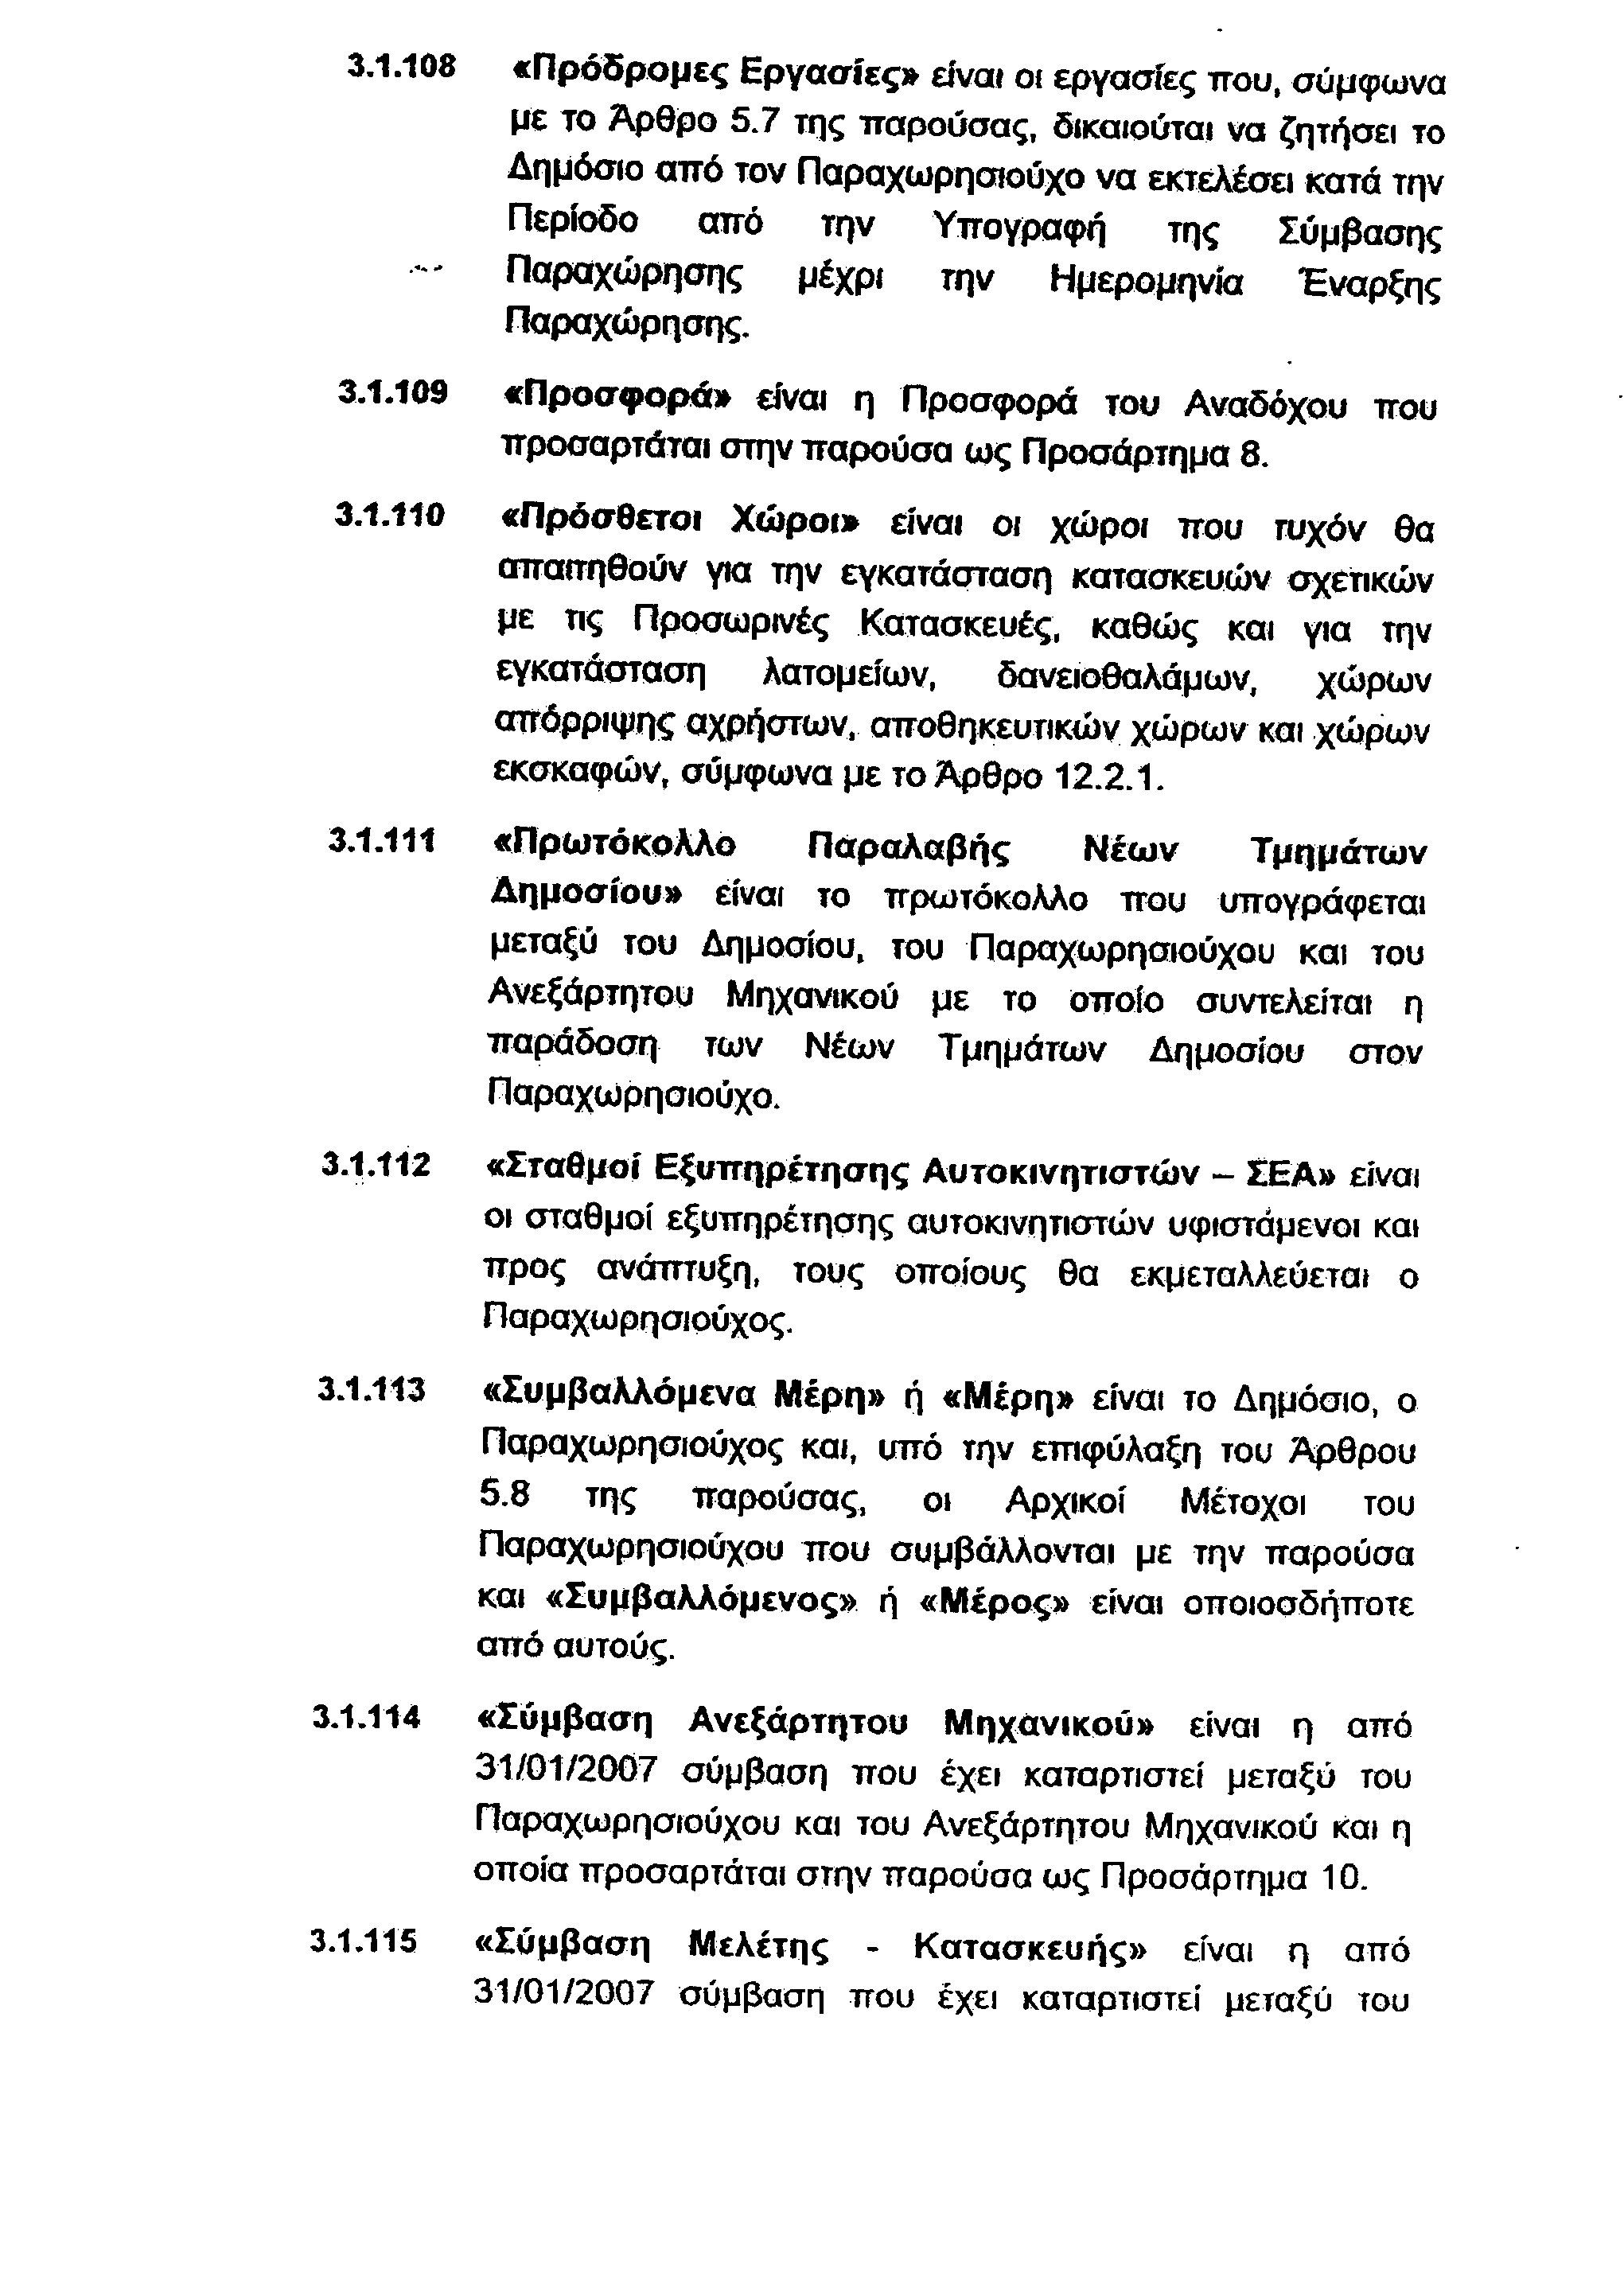 3.1.108 «Πρόδρομες Εργασίες» είναι οι εργασίες που, σύμφωνα
με το Άρθρο 5.7 της παρούσας, δικαιούται να ζητήσει το
Δημόσιο από τον Παραχωρησιούχο να εκτελέσει κατά την
Περίοδο από την Υπογραφή της Σύμβασης
Παραχώρησης μέχρι την Ημερομηνία Έναρξης
Παραχώρησης.
3.1.109 «Προσφορά» είναι η Προσφορά του Αναδόχου που
προσαρτάται στην παρούσα ως Προσάρτημα 8.
3.1.110 «Πρόσθετοι Χώροι» είναι οι χώροι που τυχόν θα
απαιτηθούν για την εγκατάσταση κατασκευών σχετικών
με τις Προσωρινές Κατασκευές, καθώς και για την
εγκατάσταση λατομείων, δανειοθαλάμων, χώρων
απόρριψης αχρήστων, αποθηκευτικών χώρων και χώρων
εκσκαφών, σύμφωνα με το Άρθρο 12.2.1.
3.1.111 «Πρωτόκολλο Παραλαβής Νέων Τμημάτων
Δημοσίου» είναι το πρωτόκολλο που υπογράφεται
μεταξύ του Δημοσίου, του Παραχωρησιούχου και του
Ανεξάρτητου Μηχανικού με το οποίο συντελείται η
παράδοση των Νέων Τμημάτων Δημοσίου στον
Παραχωρησιούχο.
3.1.112 «Σταθμοί Εξυπηρέτησης Αυτοκινητιστών – ΣΕΑ» είναι
οι σταθμοί εξυπηρέτησης αυτοκινητιστών υφιστάμενοι και
προς ανάπτυξη, τους οποίους θα εκμεταλλεύεται ο
Παραχωρησιούχος.
3.1.113 «Συμβαλλόμενα Μέρη» ή «Μέρη» είναι το Δημόσιο, ο
Παραχωρησιούχος και, υπό την επιφύλαξη του Άρθρου
5.8 της παρούσας, οι Αρχικοί Μέτοχοι του
Παραχωρησιούχου που συμβάλλονται με την παρούσα
και «Συμβαλλόμενος» ή «Μέρος» είναι οποιοσδήποτε
από αυτούς.
3.1.114 «Σύμβαση Ανεξάρτητου Μηχανικού» είναι η από
31/01/2007 σύμβαση που έχει καταρτιστεί μεταξύ του
Παραχωρησιούχου και του Ανεξάρτητου Μηχανικού και η
οποία προσαρτάται στην παρούσα ως Προσάρτημα 10.
3.1.115 «Σύμβαση Μελέτης - Κατασκευής» είναι η από
31/01/2007 σύμβαση που έχει καταρτιστεί μεταξύ του